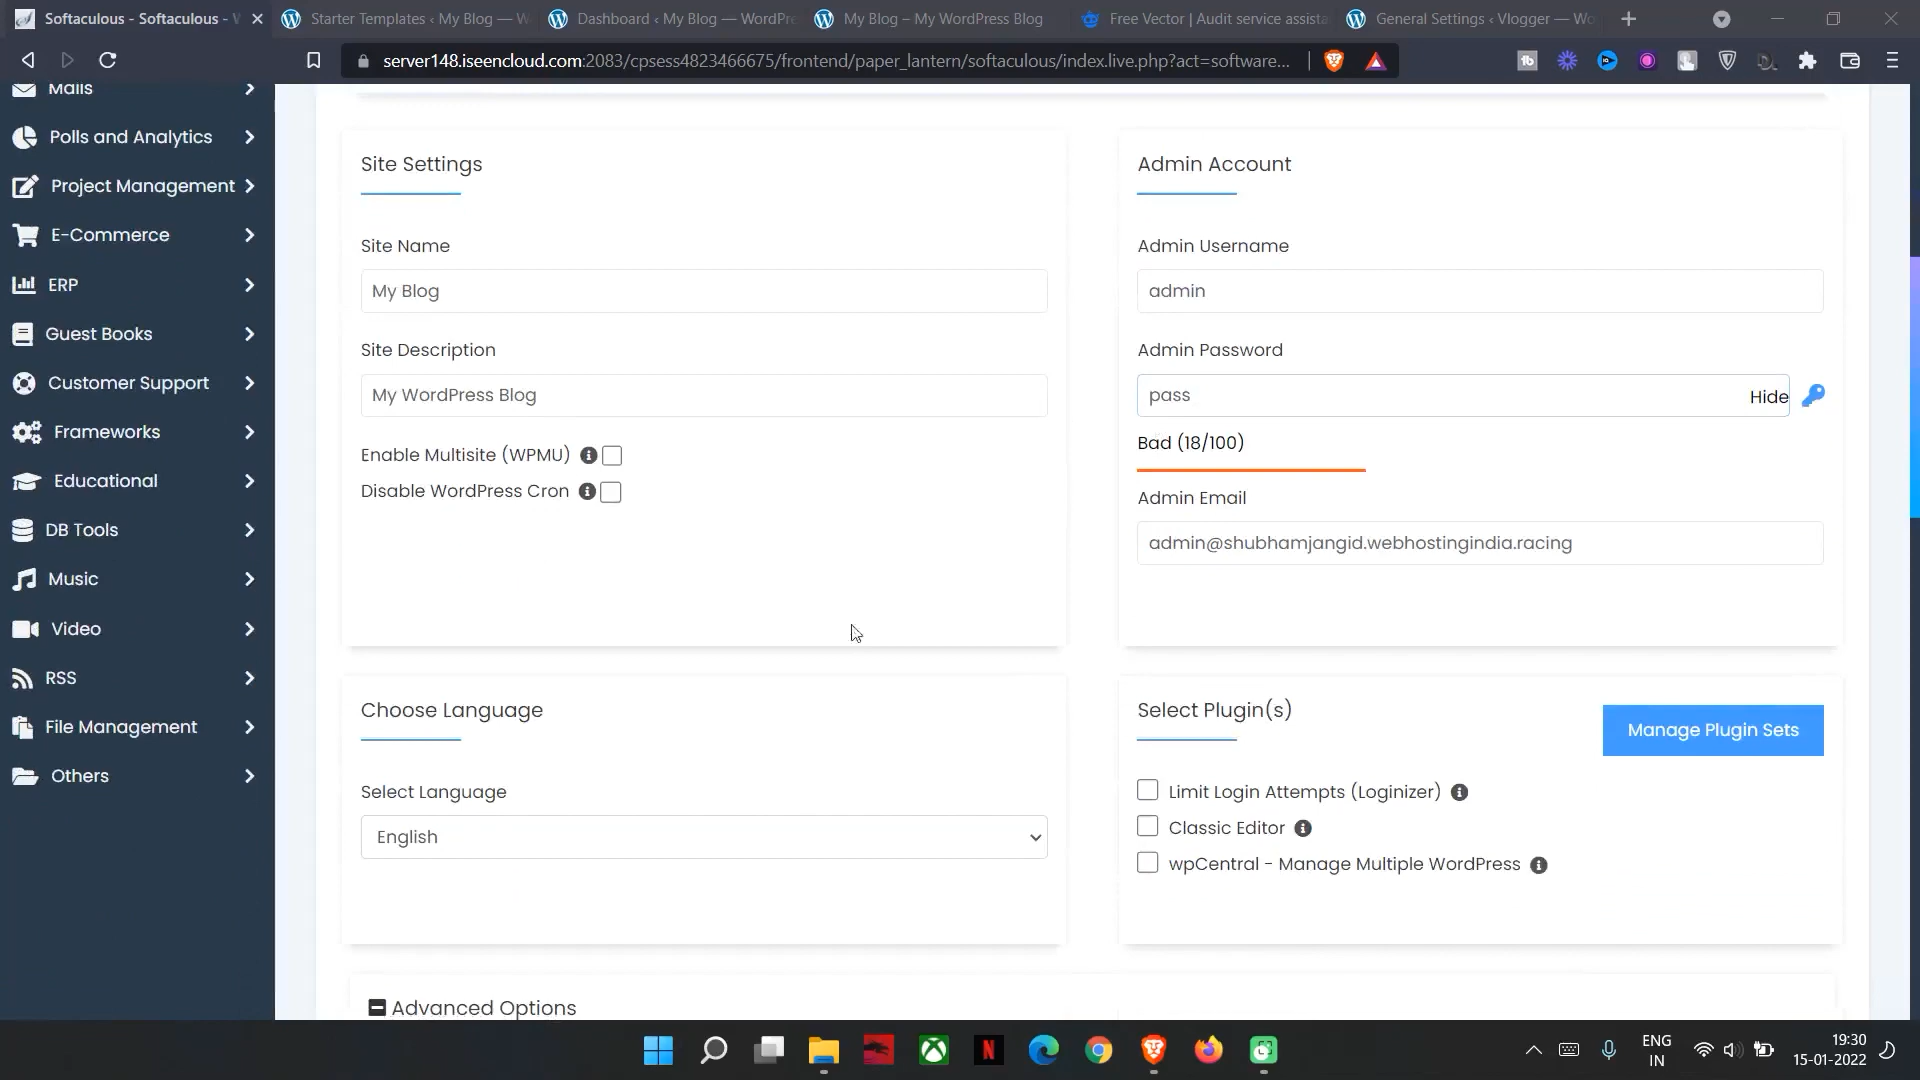 Softaculous - Softaculous - W
Starter Templates ‹ My Blog — W
Dashboard ‹ My Blog — WordPre
My Blog – My WordPress Blog
Free Vector | Audit service assista
General Settings ‹ Vlogger — Wo
server148.iseencloud.com:2083/cpsess4823466675/frontend/paper_lantern/softaculous/index.live.php?act=software...
Mails
Polls and Analytics
Project Management
E-Commerce
ERP
Guest Books
Customer Support
Frameworks
Educational
DB Tools
Music
Video
RSS
File Management
Others
Site Settings
Site Name
My Blog
Site Description
My WordPress Blog
Enable Multisite (WPMU)
Disable WordPress Cron
Admin Account
Admin Username
admin
Admin Password
pass
Hide
Bad (18/100)
Admin Email
admin@shubhamjangid.webhostingindia.racing
Choose Language
Select Language
English
Select Plugin(s)
Manage Plugin Sets
Limit Login Attempts (Loginizer)
Classic Editor
wpCentral - Manage Multiple WordPress
Advanced Options
ENG
IN
19:30
15-01-2022